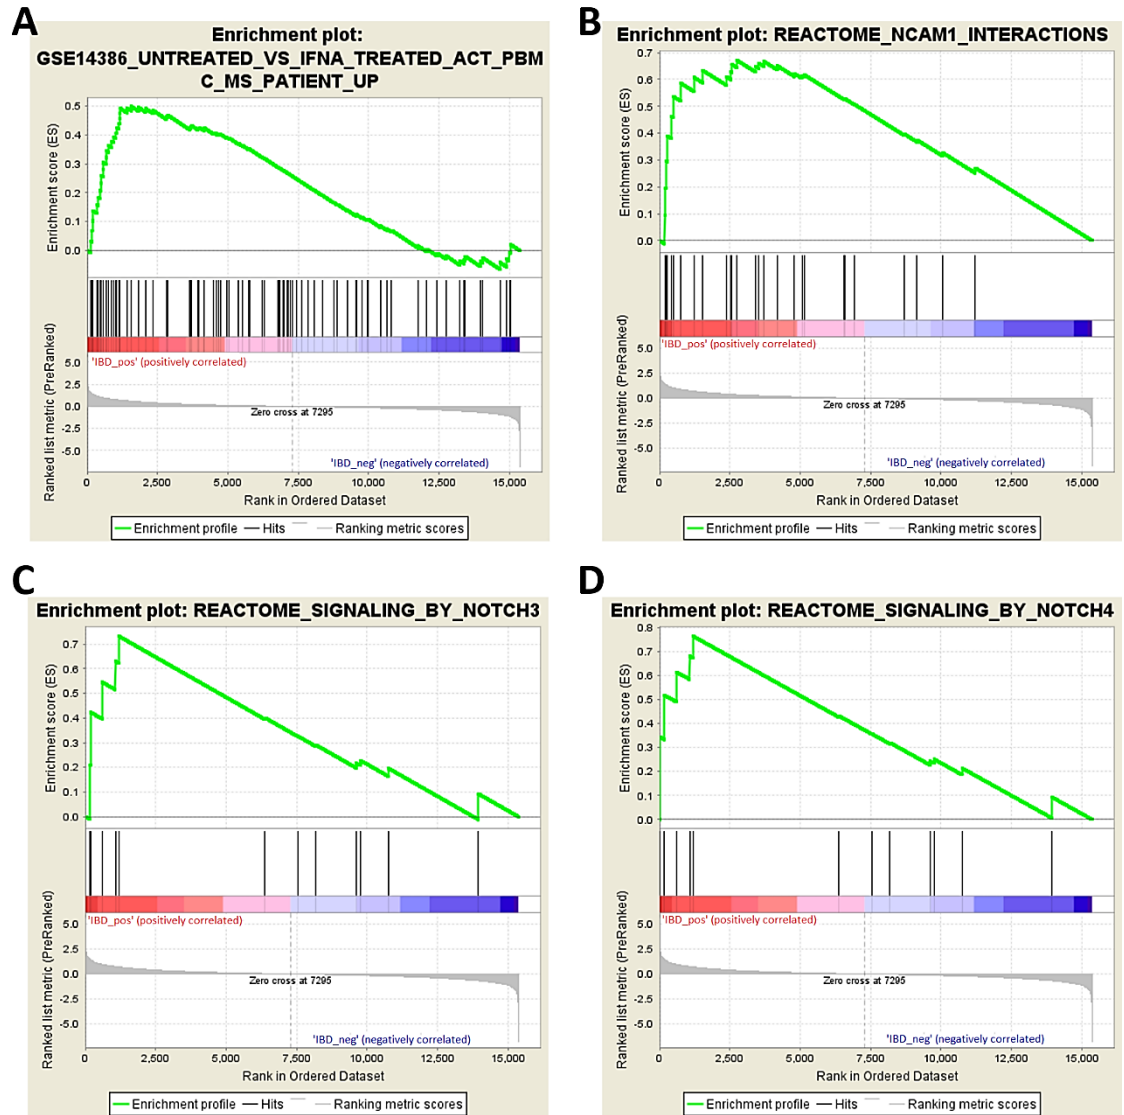 A
Enrichment plot:
GSE14386_UNTREATED_VS_IFNA_TREATED_ACT_PBM
C_MS_PATIENT_UP
Enrichment score (ES)
0.5
0.4
0.3
0.2
0.1
0.0
'IBD_pos' (positively correlated)
Ranked list metric (PreRanked)
5.0
2.5
0.0
-2.5
-5.0
Zero cross at 7295
'IBD_neg' (negatively correlated)
0 2,500 5,000 7,500 10,000 12,500 15,000
Rank in Ordered Dataset
Enrichment profile Hits Ranking metric scores
B
Enrichment plot: REACTOME_NCAM1_INTERACTIONS
Enrichment score (ES)
0.7
0.6
0.5
0.4
0.3
0.2
0.1
0.0
'IBD_pos' (positively correlated)
Ranked list metric (PreRanked)
5.0
2.5
0.0
-2.5
-5.0
Zero cross at 7295
'IBD_neg' (negatively correlated)
0 2,500 5,000 7,500 10,000 12,500 15,000
Rank in Ordered Dataset
Enrichment profile Hits Ranking metric scores
C
Enrichment plot: REACTOME_SIGNALING_BY_NOTCH3
Enrichment score (ES)
0.7
0.6
0.5
0.4
0.3
0.2
0.1
0.0
'IBD_pos' (positively correlated)
Ranked list metric (PreRanked)
5.0
2.5
0.0
-2.5
-5.0
Zero cross at 7295
'IBD_neg' (negatively correlated)
0 2,500 5,000 7,500 10,000 12,500 15,000
Rank in Ordered Dataset
Enrichment profile Hits Ranking metric scores
D
Enrichment plot: REACTOME_SIGNALING_BY_NOTCH4
Enrichment score (ES)
0.8
0.7
0.6
0.5
0.4
0.3
0.2
0.1
0.0
'IBD_pos' (positively correlated)
Ranked list metric (PreRanked)
5.0
2.5
0.0
-2.5
-5.0
Zero cross at 7295
'IBD_neg' (negatively correlated)
0 2,500 5,000 7,500 10,000 12,500 15,000
Rank in Ordered Dataset
Enrichment profile Hits Ranking metric scores